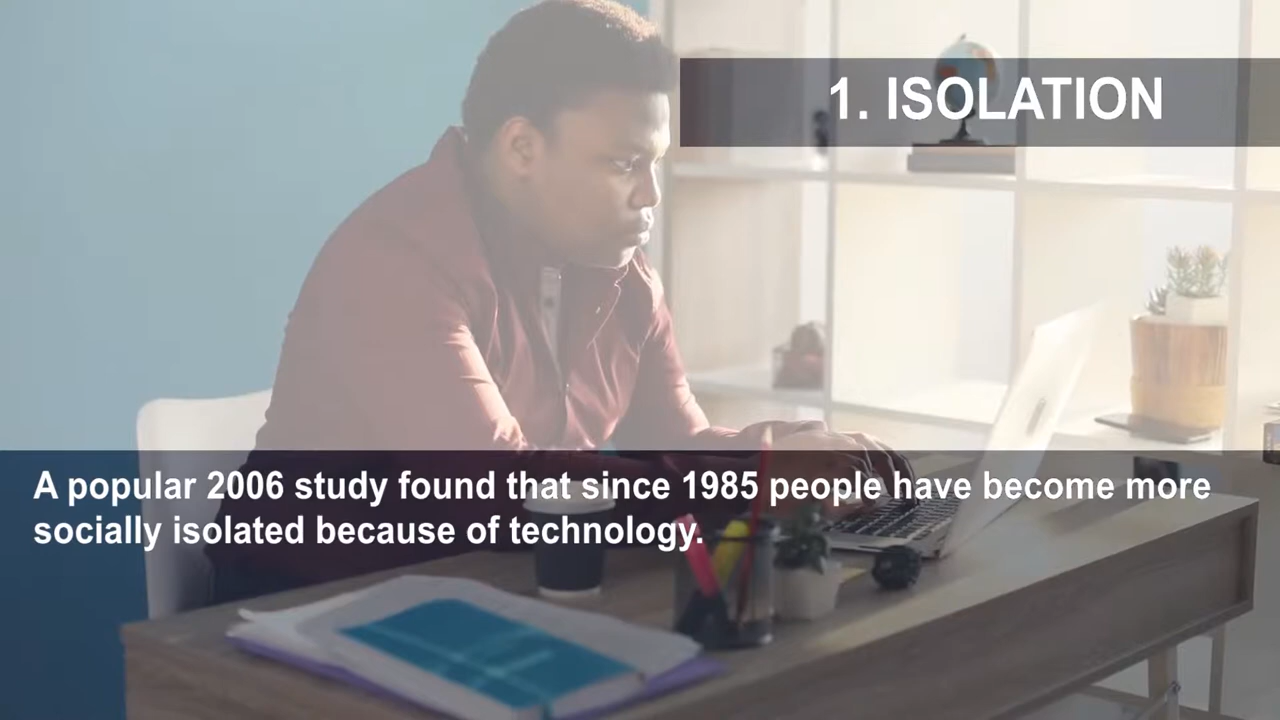 1. ISOLATION
A popular 2006 study found that since 1985 people have become more
socially isolated because of technology.